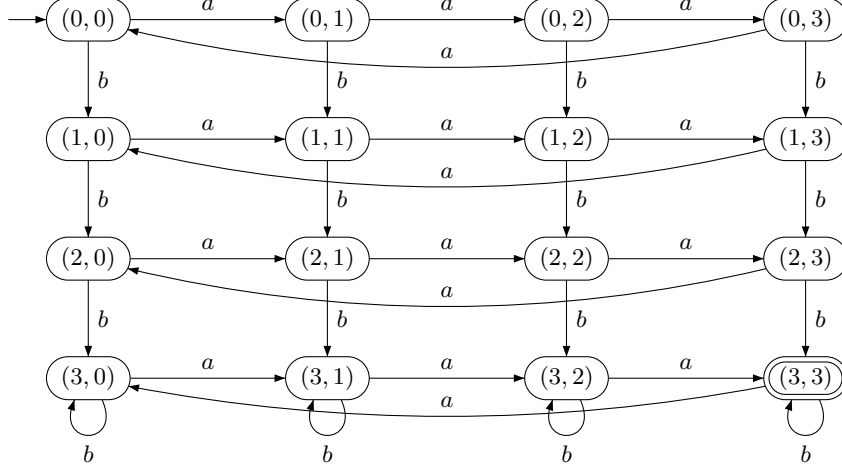 a a a
(0, 0) (0, 1) (0, 2) (0, 3)
a
b b b b
a a a
(1, 0) (1, 1) (1, 2) (1, 3)
a
b b b b
a a a
(2, 0) (2, 1) (2, 2) (2, 3)
a
b b b b
a a a
(3, 0) (3, 1) (3, 2) (3, 3)
a
b b b b